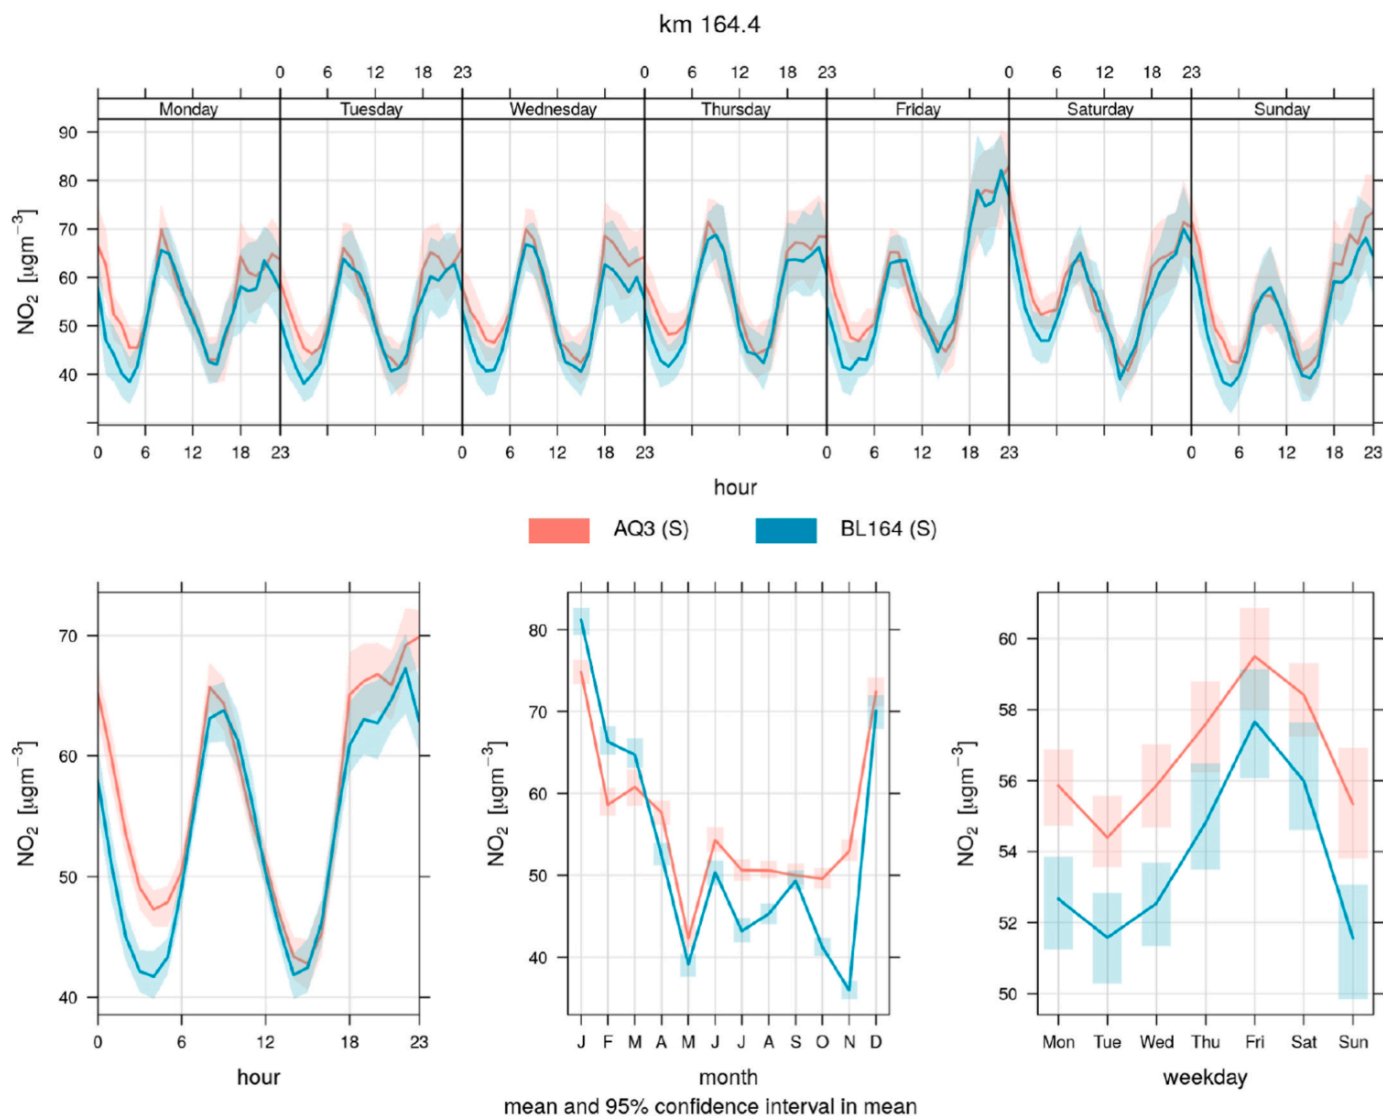 km 164.4
0 6 12 18 23 0 6 12 18 23 0 6 12 18 23
Monday Tuesday Wednesday Thursday Friday Saturday Sunday
90
80
70
60
50
40
NO₂ [µgm⁻³]
0 6 12 18 23 0 6 12 18 23 0 6 12 18 23 0 6 12 18 23
hour
AQ3 (S) BL164 (S)
70
60
50
40
NO₂ [µgm⁻³]
0 6 12 18 23
hour
80
70
60
50
40
NO₂ [µgm⁻³]
J F M A M J J A S O N D
month
60
58
56
54
52
50
NO₂ [µgm⁻³]
Mon Tue Wed Thu Fri Sat Sun
weekday
mean and 95% confidence interval in mean